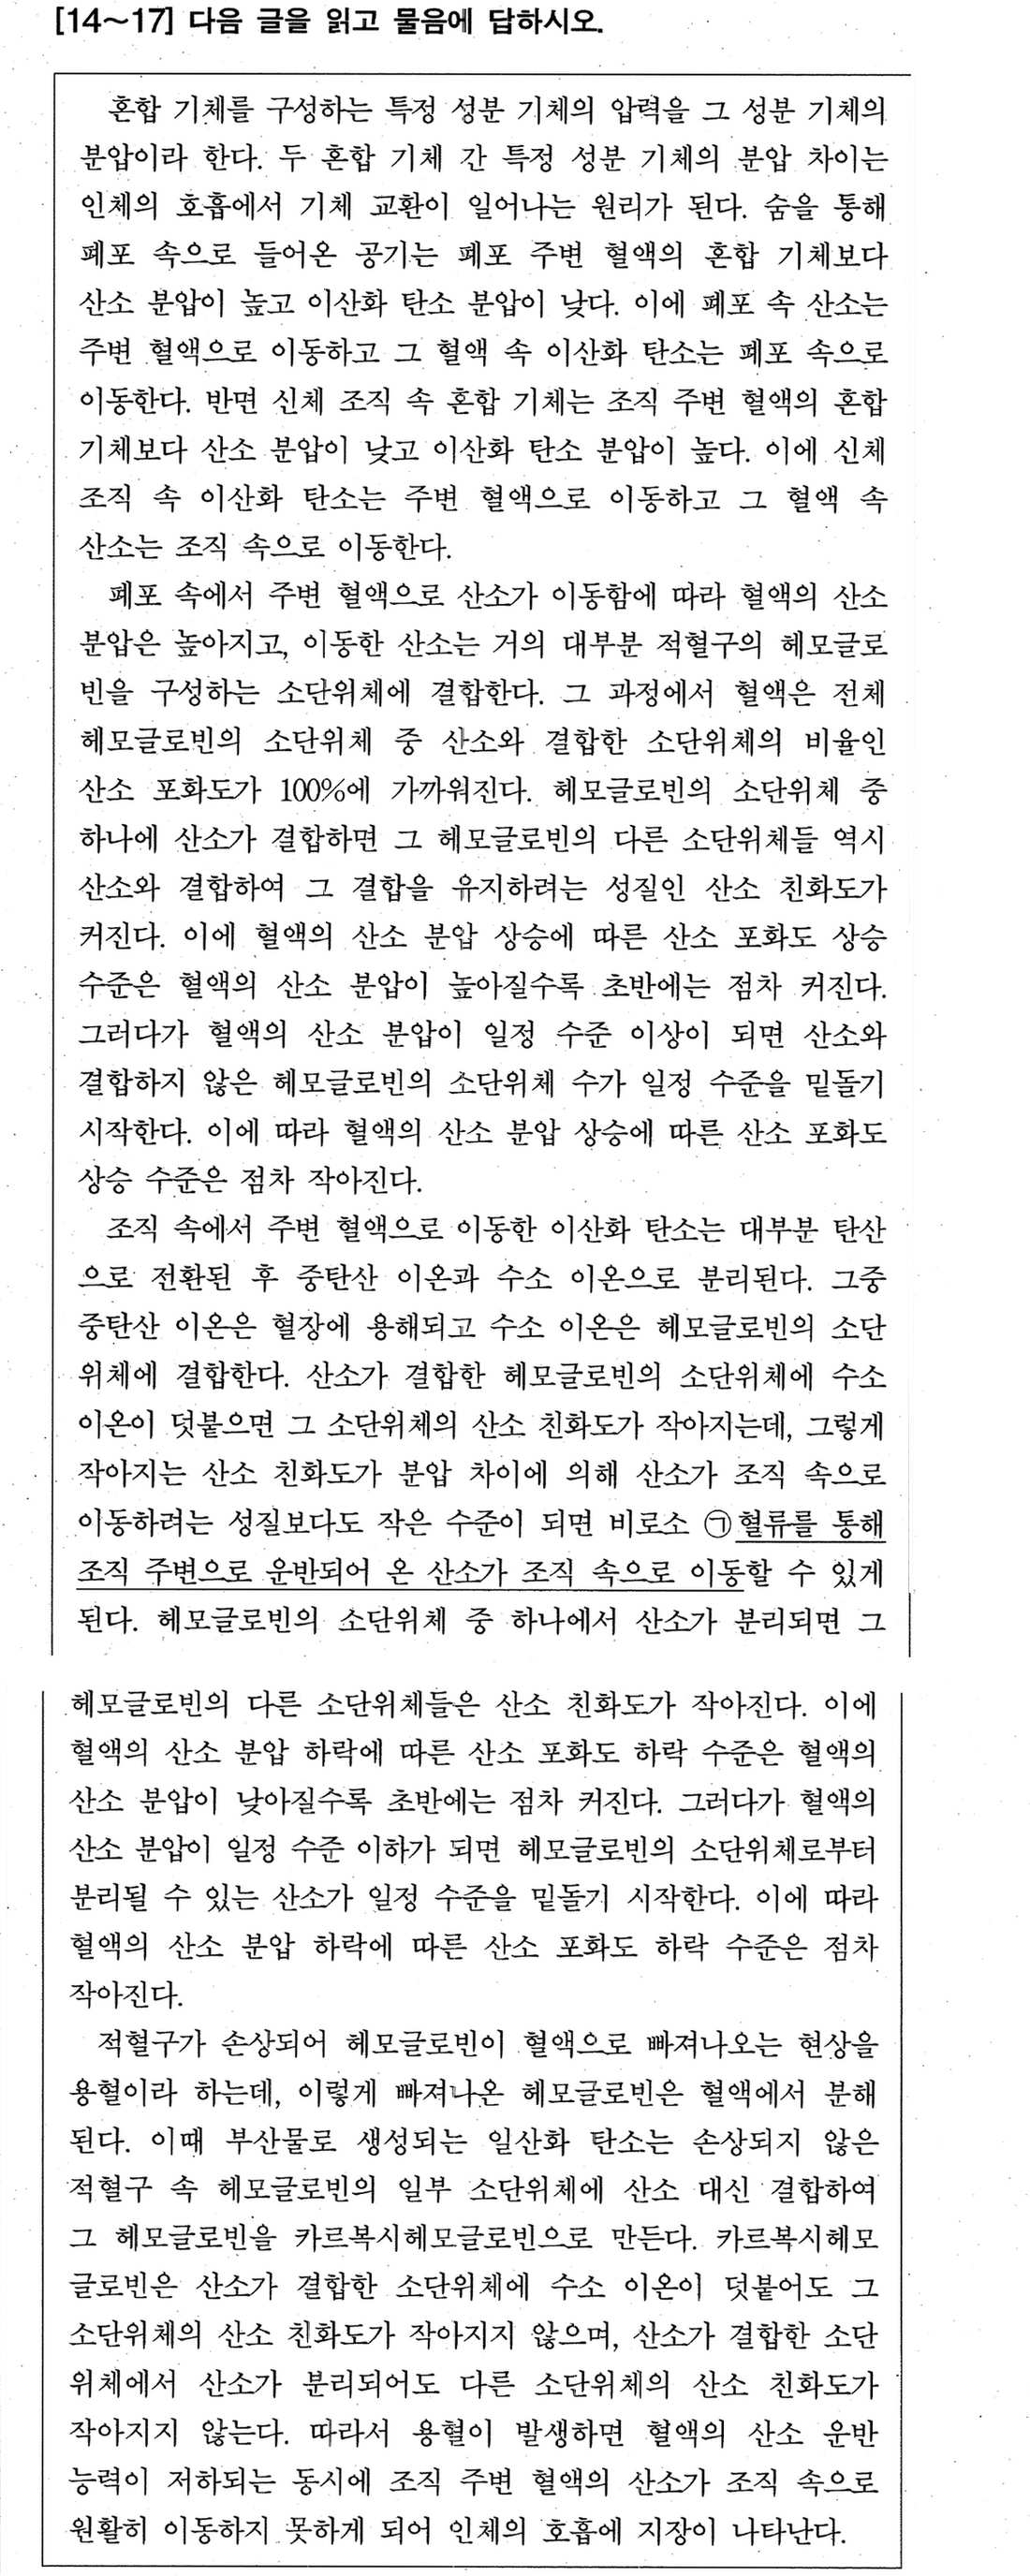 [14～17] 다음 글을 읽고 물음에 답하시오.
혼합 기체를 구성하는 특정 성분 기체의 압력을 그 성분 기체의
분압이라 한다. 두 혼합 기체 간 특정 성분 기체의 분압 차이는
인체의 호흡에서 기체 교환이 일어나는 원리가 된다. 숨을 통해
폐포 속으로 들어온 공기는 폐포 주변 혈액의 혼합 기체보다
산소 분압이 높고 이산화 탄소 분압이 낮다. 이에 폐포 속 산소는
주변 혈액으로 이동하고 그 혈액 속 이산화 탄소는 폐포 속으로
이동한다. 반면 신체 조직 속 혼합 기체는 조직 주변 혈액의 혼합
기체보다 산소 분압이 낮고 이산화 탄소 분압이 높다. 이에 신체
조직 속 이산화 탄소는 주변 혈액으로 이동하고 그 혈액 속
산소는 조직 속으로 이동한다.
폐포 속에서 주변 혈액으로 산소가 이동함에 따라 혈액의 산소
분압은 높아지고, 이동한 산소는 거의 대부분 적혈구의 헤모글로
빈을 구성하는 소단위체에 결합한다. 그 과정에서 혈액은 전체
헤모글로빈의 소단위체 중 산소와 결합한 소단위체의 비율인
산소 포화도가 100%에 가까워진다. 헤모글로빈의 소단위체 중
하나에 산소가 결합하면 그 헤모글로빈의 다른 소단위체들 역시
산소와 결합하여 그 결합을 유지하려는 성질인 산소 친화도가
커진다. 이에 혈액의 산소 분압 상승에 따른 산소 포화도 상승
수준은 혈액의 산소 분압이 높아질수록 초반에는 점차 커진다.
그러다가 혈액의 산소 분압이 일정 수준 이상이 되면 산소와
결합하지 않은 헤모글로빈의 소단위체 수가 일정 수준을 밑돌기
시작한다. 이에 따라 혈액의 산소 분압 상승에 따른 산소 포화도
상승 수준은 점차 작아진다.
조직 속에서 주변 혈액으로 이동한 이산화 탄소는 대부분 탄산
으로 전환된 후 중탄산 이온과 수소 이온으로 분리된다. 그중
중탄산 이온은 혈장에 용해되고 수소 이온은 헤모글로빈의 소단
위체에 결합한다. 산소가 결합한 헤모글로빈의 소단위체에 수소
이온이 덧붙으면 그 소단위체의 산소 친화도가 작아지는데, 그렇게
작아지는 산소 친화도가 분압 차이에 의해 산소가 조직 속으로
이동하려는 성질보다도 작은 수준이 되면 비로소 ㉠혈류를 통해
조직 주변으로 운반되어 온 산소가 조직 속으로 이동할 수 있게
된다. 헤모글로빈의 소단위체 중 하나에서 산소가 분리되면 그
헤모글로빈의 다른 소단위체들은 산소 친화도가 작아진다. 이에
혈액의 산소 분압 하락에 따른 산소 포화도 하락 수준은 혈액의
산소 분압이 낮아질수록 초반에는 점차 커진다. 그러다가 혈액의
산소 분압이 일정 수준 이하가 되면 헤모글로빈의 소단위체로부터
분리될 수 있는 산소가 일정 수준을 밑돌기 시작한다. 이에 따라
혈액의 산소 분압 하락에 따른 산소 포화도 하락 수준은 점차
작아진다.
적혈구가 손상되어 헤모글로빈이 혈액으로 빠져나오는 현상을
용혈이라 하는데, 이렇게 빠져나온 헤모글로빈은 혈액에서 분해
된다. 이때 부산물로 생성되는 일산화 탄소는 손상되지 않은
적혈구 속 헤모글로빈의 일부 소단위체에 산소 대신 결합하여
그 헤모글로빈을 카르복시헤모글로빈으로 만든다. 카르복시헤모
글로빈은 산소가 결합한 소단위체에 수소 이온이 덧붙어도 그
소단위체의 산소 친화도가 작아지지 않으며, 산소가 결합한 소단
위체에서 산소가 분리되어도 다른 소단위체의 산소 친화도가
작아지지 않는다. 따라서 용혈이 발생하면 혈액의 산소 운반
능력이 저하되는 동시에 조직 주변 혈액의 산소가 조직 속으로
원활히 이동하지 못하게 되어 인체의 호흡에 지장이 나타난다.